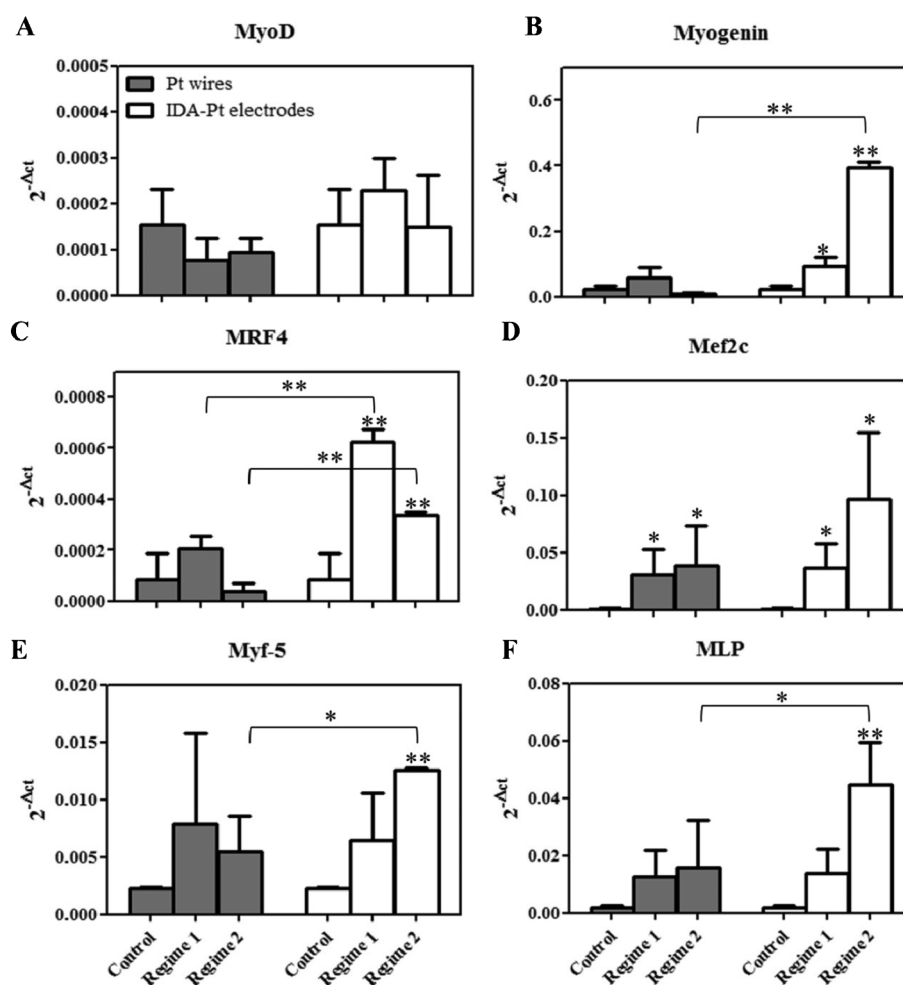 A
MyoD
2^-Δct
0.0005
0.0004
0.0003
0.0002
0.0001
0.0000
Pt wires
IDA-Pt electrodes
B
Myogenin
2^-Δct
0.6
0.4
0.2
0.0
**
**
*
C
MRF4
2^-Δct
0.0008
0.0006
0.0004
0.0002
0.0000
**
**
**
**
D
Mef2c
2^-Δct
0.20
0.15
0.10
0.05
0.00
*
*
*
*
E
Myf-5
2^-Δct
0.020
0.015
0.010
0.005
0.000
*
**
Control
Regime 1
Regime 2
Control
Regime 1
Regime 2
F
MLP
2^-Δct
0.08
0.06
0.04
0.02
0.00
*
**
Control
Regime 1
Regime 2
Control
Regime 1
Regime 2